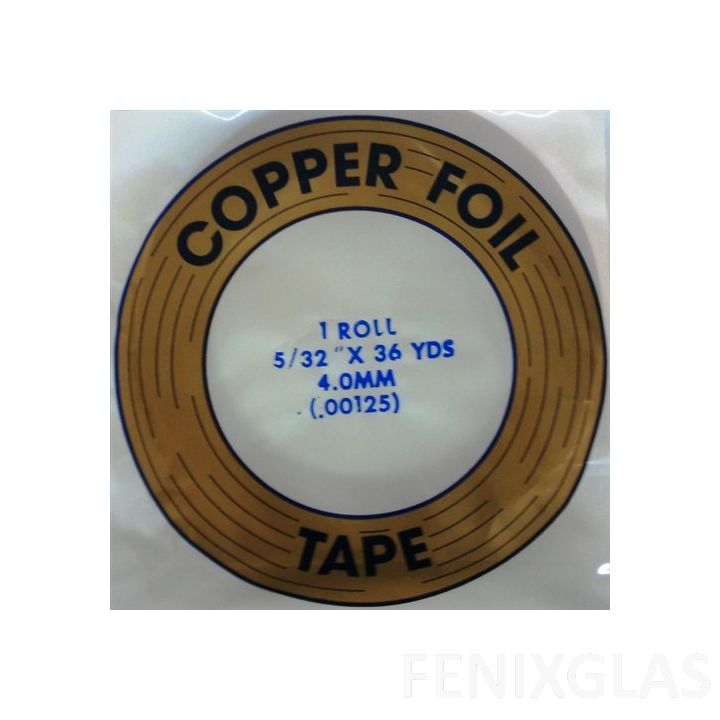 COPPER FOIL
1 ROLL
5/32 "X 36 YDS
4.0MM
(.00125)
TAPE
FENIXGLAS